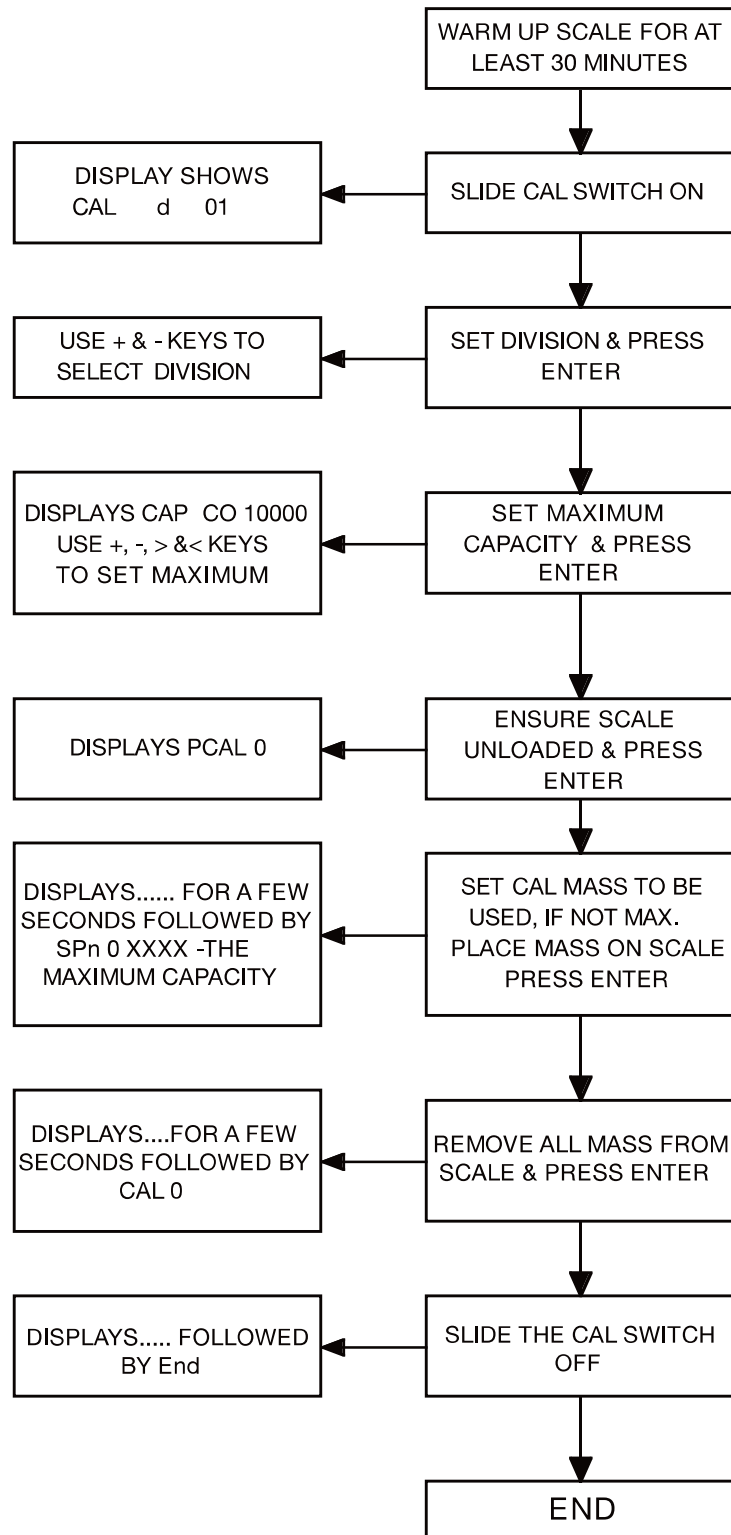 WARM UP SCALE FOR AT
LEAST 30 MINUTES
DISPLAY SHOWS
CAL d 01
SLIDE CAL SWITCH ON
USE + & - KEYS TO
SELECT DIVISION
SET DIVISION & PRESS
ENTER
DISPLAYS CAP CO 10000
USE +, -, > &< KEYS
TO SET MAXIMUM
SET MAXIMUM
CAPACITY & PRESS
ENTER
DISPLAYS PCAL 0
ENSURE SCALE
UNLOADED & PRESS
ENTER
DISPLAYS...... FOR A FEW
SECONDS FOLLOWED BY
SPn 0 XXXX -THE
MAXIMUM CAPACITY
SET CAL MASS TO BE
USED, IF NOT MAX.
PLACE MASS ON SCALE
PRESS ENTER
DISPLAYS....FOR A FEW
SECONDS FOLLOWED BY
CAL 0
REMOVE ALL MASS FROM
SCALE & PRESS ENTER
DISPLAYS..... FOLLOWED
BY End
SLIDE THE CAL SWITCH
OFF
END